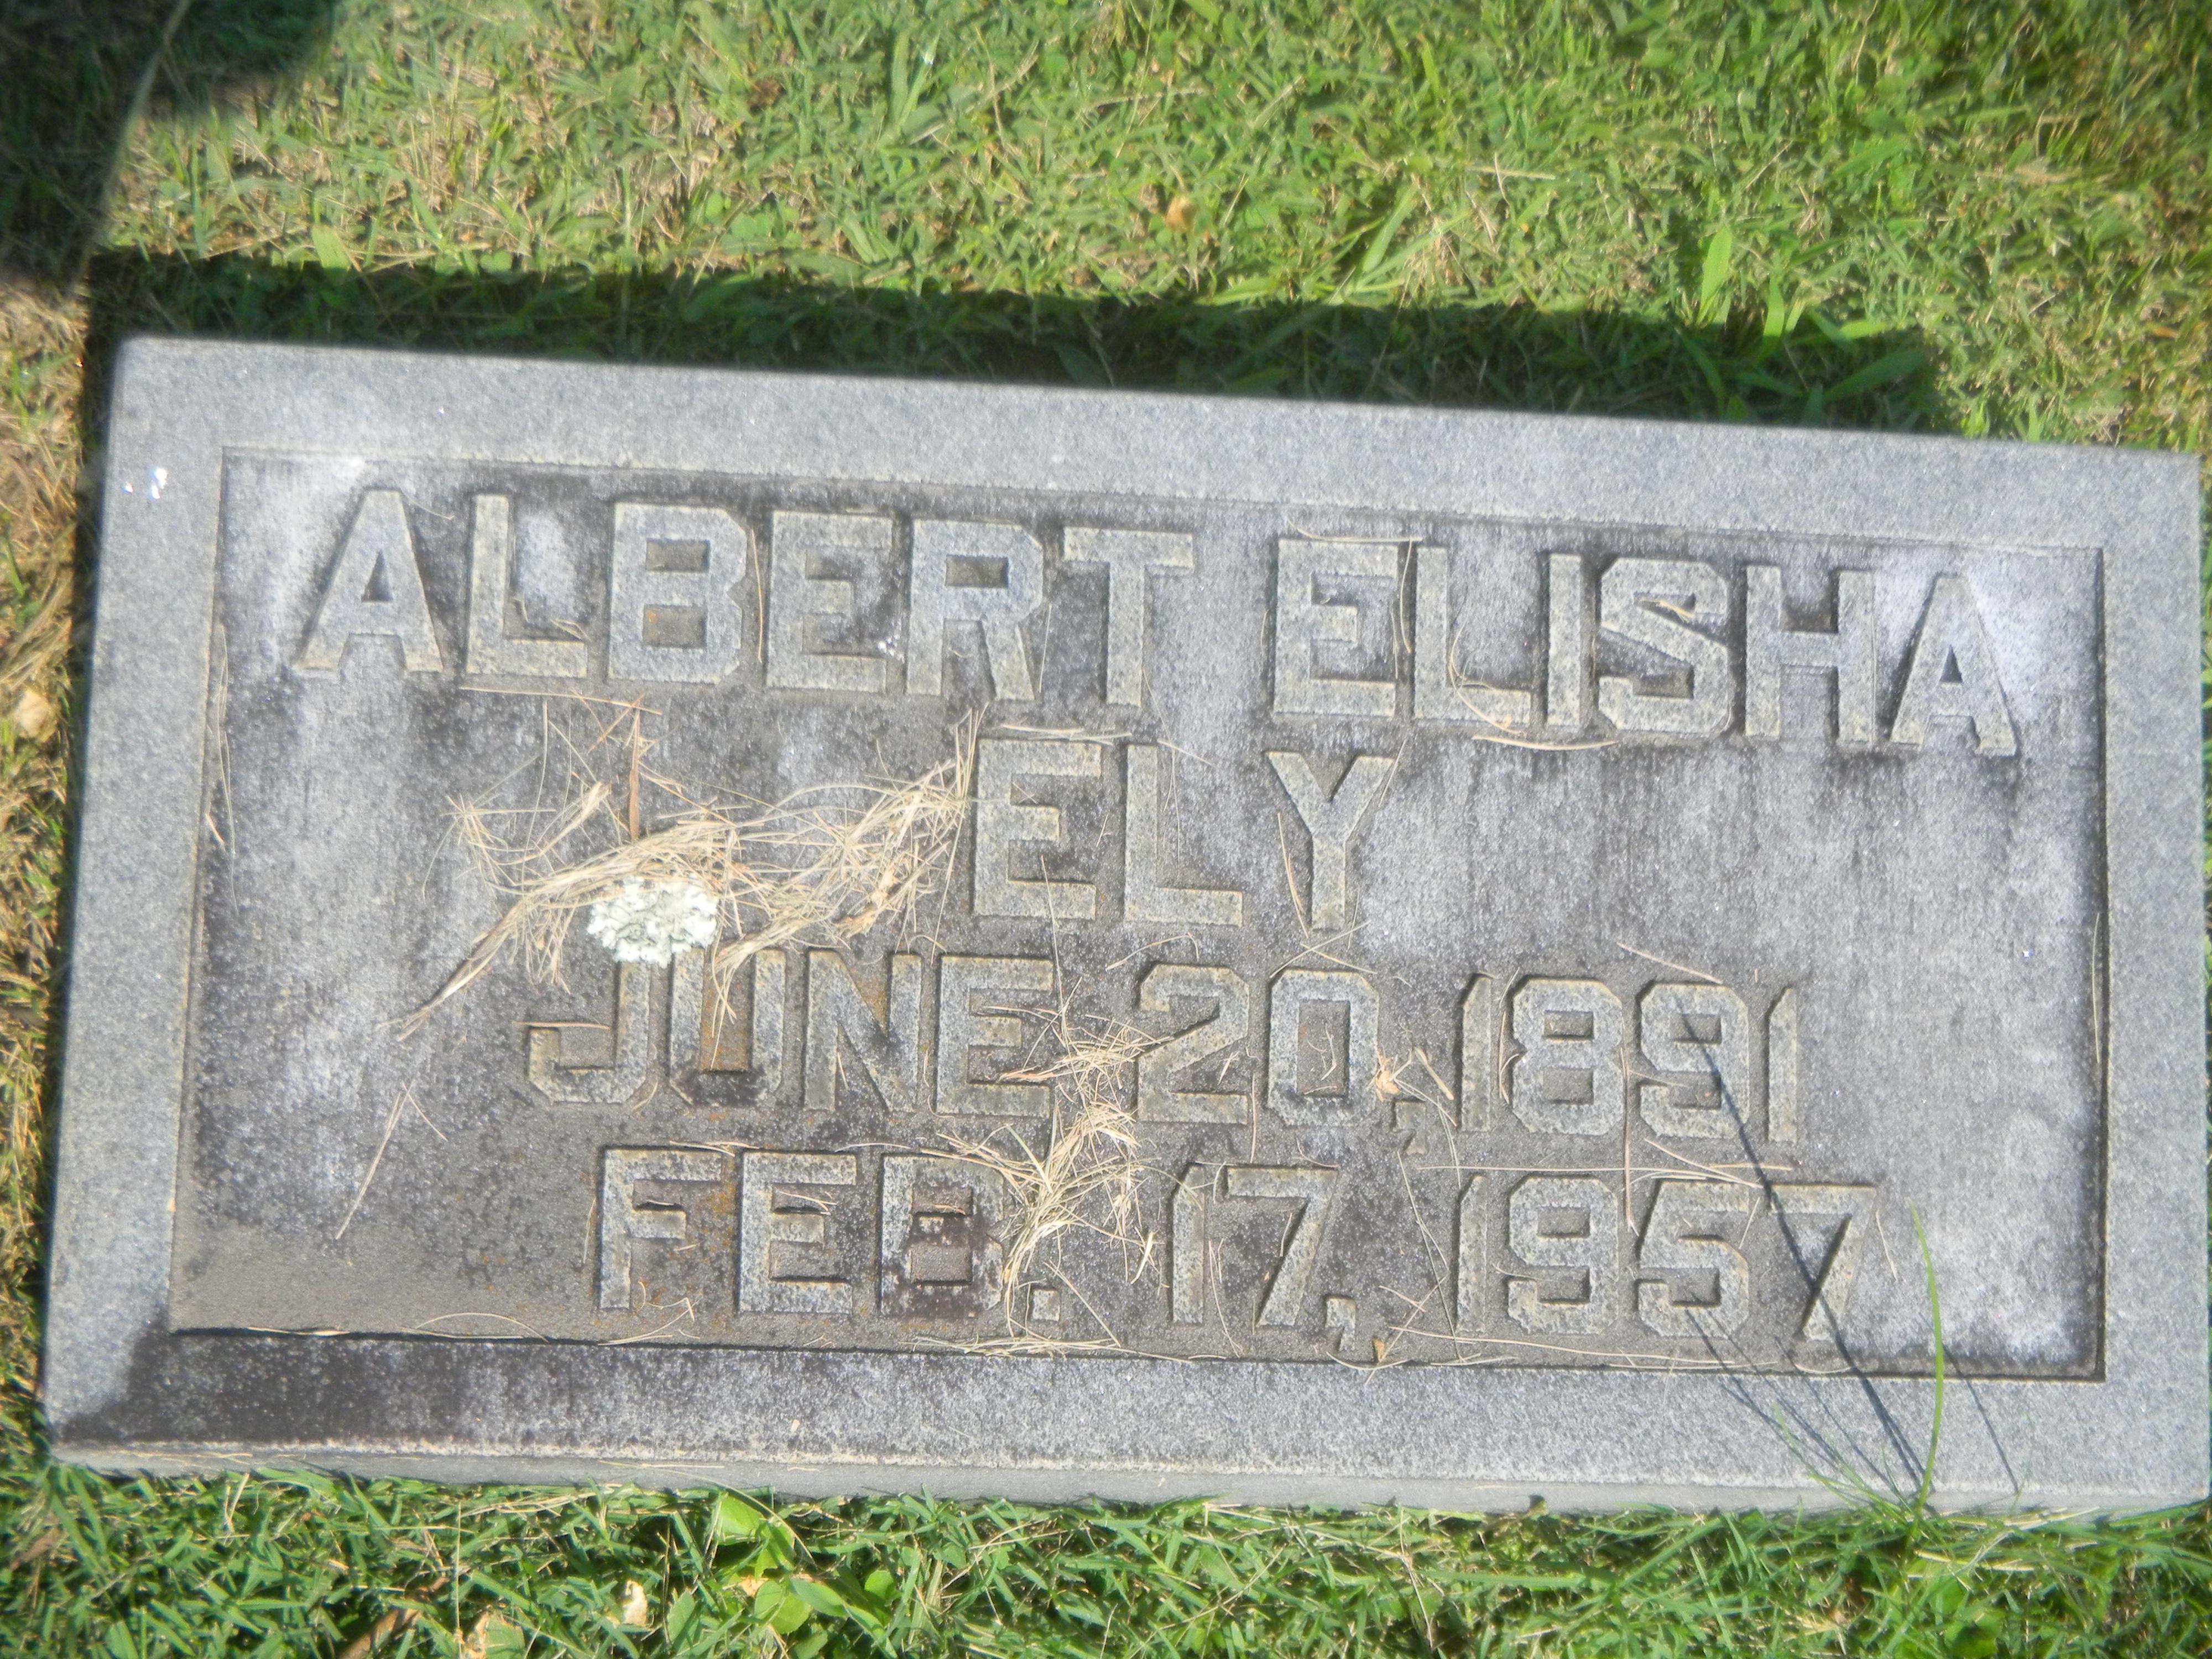 ALBERT ELISHA
ELY
JUNE 20, 1891
FEB. 17, 1957